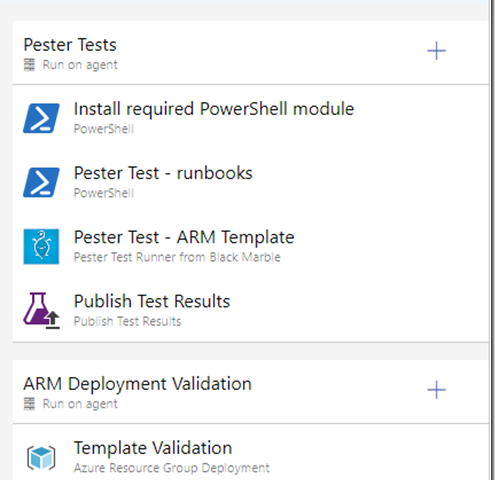 Pester Tests
Run on agent
Install required PowerShell module
PowerShell
Pester Test - runbooks
PowerShell
Pester Test - ARM Template
Pester Test Runner from Black Marble
Publish Test Results
Publish Test Results
ARM Deployment Validation
Run on agent
Template Validation
Azure Resource Group Deployment